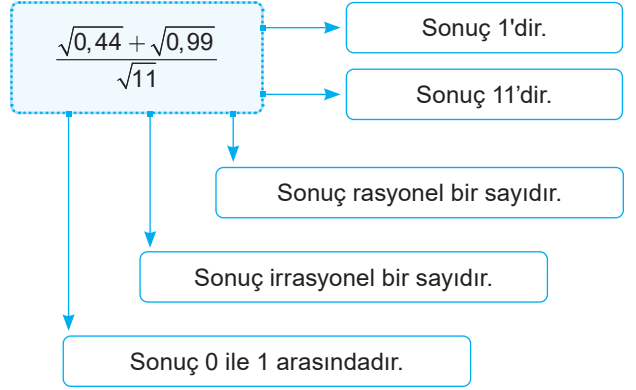 (√0,44 + √0,99) / √11
Sonuç 1'dir.
Sonuç 11’dir.
Sonuç rasyonel bir sayıdır.
Sonuç irrasyonel bir sayıdır.
Sonuç 0 ile 1 arasındadır.